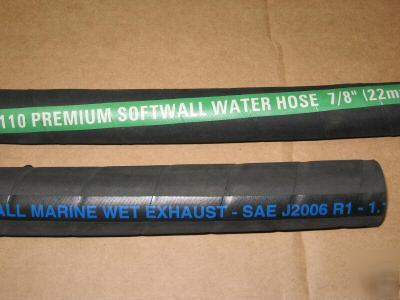 110 PREMIUM SOFTWALL WATER HOSE 7/8" (22m
ALL MARINE WET EXHAUST - SAE J2006 R1 - 1.